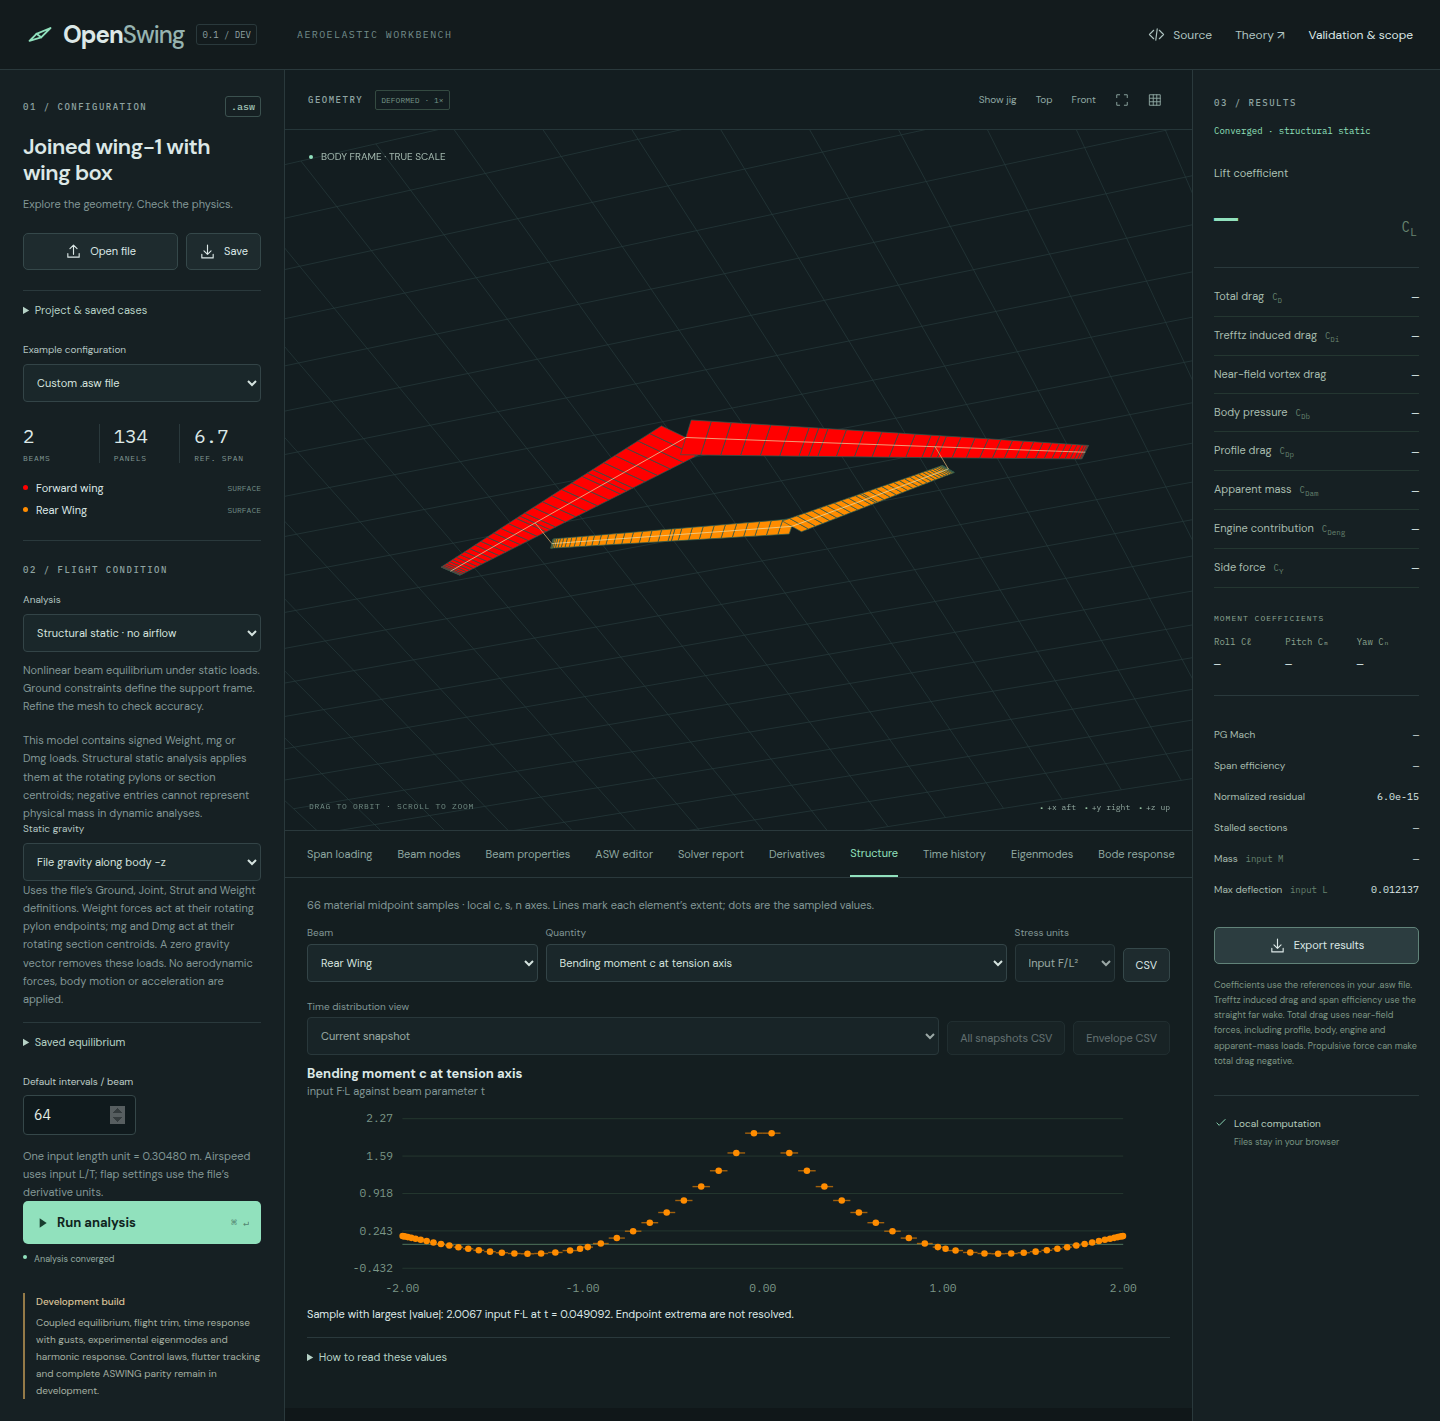 OpenSwing
0.1 / DEV
AEROELASTIC WORKBENCH
Source
Theory
Validation & scope
01 / CONFIGURATION
.asw
Joined wing-1 with
wing box
Explore the geometry. Check the physics.
Open file
Save
Project & saved cases
Example configuration
Custom .asw file
2
134
6.7
BEAMS
PANELS
REF. SPAN
Forward wing
SURFACE
Rear Wing
SURFACE
02 / FLIGHT CONDITION
Analysis
Structural static · no airflow
Nonlinear beam equilibrium under static loads.
Ground constraints define the support frame.
Refine the mesh to check accuracy.
This model contains signed Weight, mg or
Dmg loads. Structural static analysis applies
them at the rotating pylons or section
centroids; negative entries cannot represent
physical mass in dynamic analyses.
Static gravity
File gravity along body -z
Uses the file's Ground, Joint, Strut and Weight
definitions. Weight forces act at their rotating
pylon endpoints; mg and Dmg act at their
rotating section centroids. A zero gravity
vector removes these loads. No aerodynamic
forces, body motion or acceleration are
applied.
Saved equilibrium
Default intervals / beam
64
One input length unit = 0.30480 m. Airspeed
uses input L/T; flap settings use the file's
derivative units.
Run analysis
⌘ ↵
Analysis converged
Development build
Coupled equilibrium, flight trim, time response
with gusts, experimental eigenmodes and
harmonic response. Control laws, flutter tracking
and complete ASWING parity remain in
development.
GEOMETRY
DEFORMED · 1×
Show jig
Top
Front
BODY FRAME · TRUE SCALE
DRAG TO ORBIT · SCROLL TO ZOOM
• +x aft • +y right • +z up
Span loading
Beam nodes
Beam properties
ASW editor
Solver report
Derivatives
Structure
Time history
Eigenmodes
Bode response
66 material midpoint samples · local c, s, n axes. Lines mark each element's extent; dots are the sampled values.
Beam
Quantity
Stress units
Rear Wing
Bending moment c at tension axis
Input F/L²
CSV
Time distribution view
Current snapshot
All snapshots CSV
Envelope CSV
Bending moment c at tension axis
input F·L against beam parameter t
2.27
1.59
0.918
0.243
-0.432
-2.00
-1.00
0.00
1.00
2.00
Sample with largest |value|: 2.0067 input F·L at t = 0.049092. Endpoint extrema are not resolved.
How to read these values
03 / RESULTS
Converged · structural static
Lift coefficient
—
CL
Total drag CD —
Trefftz induced drag CDi —
Near-field vortex drag —
Body pressure CDb —
Profile drag CDp —
Apparent mass CDam —
Engine contribution CDeng —
Side force CY —
MOMENT COEFFICIENTS
Roll Cℓ
Pitch Cₘ
Yaw Cₙ
—
—
—
PG Mach —
Span efficiency —
Normalized residual 6.0e-15
Stalled sections —
Mass input M —
Max deflection input L 0.012137
Export results
Coefficients use the references in your .asw file.
Trefftz induced drag and span efficiency use the
straight far wake. Total drag uses near-field
forces, including profile, body, engine and
apparent-mass loads. Propulsive force can make
total drag negative.
Local computation
Files stay in your browser